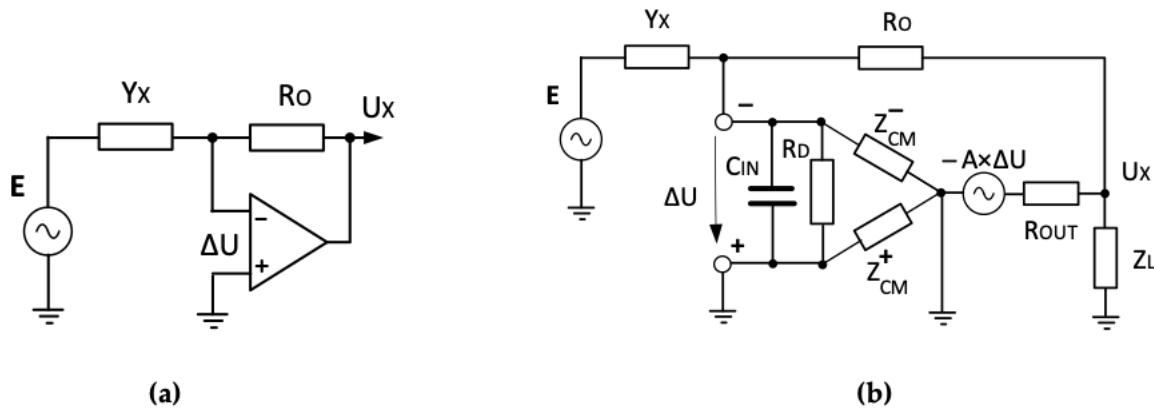 E
Yx
Ro
Ux
ΔU
−
+
(a)
E
Yx
Ro
−
ΔU
CIN
RD
Z−CM
Z+CM
+
−A×ΔU
ROUT
Ux
ZL
(b)